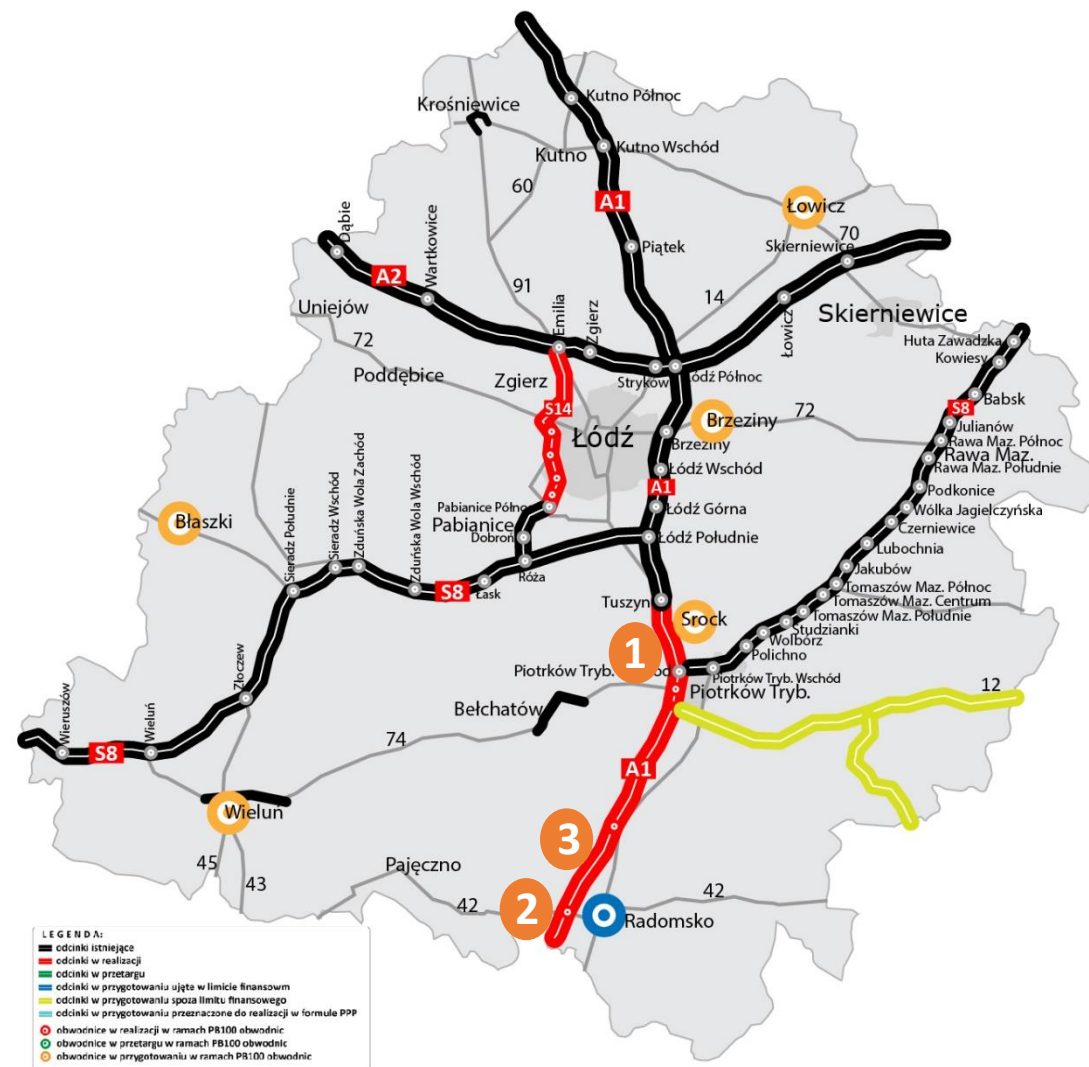 Kutno Północ
Krośniewice
Kutno Wschód
Kutno
60
A1
Łowicz
Dąbie
Wartkowice
Piątek
70
Skierniewice
A2
91
14
Uniejów
Emilia
Zgierz
Łowicz
Skierniewice
72
Huta Zawadzka
Kowiesy
Poddębice
Zgierz
Stryków
Łódź Północ
Babsk
S14
S8
Julianów
Łódź
Brzeziny
72
Brzeziny
Rawa Maz. Północ
Rawa Maz.
Rawa Maz. Południe
Łódź Wschód
A1
Podkonice
Pabianice Północ
Łódź Górna
Wólka Jagielczyńska
Błaszki
Pabianice
Czerniewice
Dobroń
Łódź Południe
Lubochnia
Sieradz Południe
Sieradz Wschód
Zduńska Wola Zachód
Zduńska Wola Wschód
Róża
Jakubów
S8
Łask
Tomaszów Maz. Północ
Tuszyn
Tomaszów Maz. Centrum
Srock
Tomaszów Maz. Południe
Studzianki
Wolbórz
1
Polichno
Piotrków Tryb.
Piotrków Tryb. Wschód
Złoczew
Piotrków Tryb.
12
Bełchatów
Wieruszów
Wieluń
74
S8
A1
Wieluń
3
45
43
Pajęczno
42
2
42
Radomsko
LEGENDA:
odcinki istniejące
odcinki w realizacji
odcinki w przetargu
odcinki w przygotowaniu ujęte w limicie finansowm
odcinki w przygotowaniu spoza limitu finansowego
odcinki w przygotowaniu przeznaczone do realizacji w formule PPP
obwodnice w realizacji w ramach PB100 obwodnic
obwodnice w przetargu w ramach PB100 obwodnic
obwodnice w przygotowaniu w ramach PB100 obwodnic